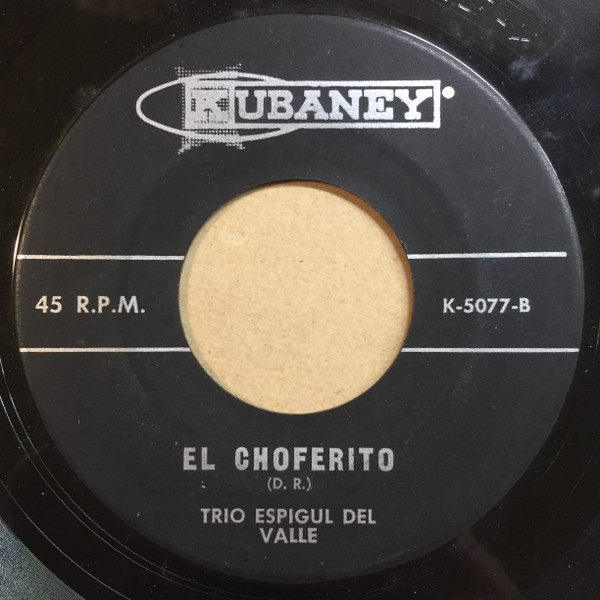 KUBANEY
45 R.P.M.
K-5077-B
EL CHOFERITO
(D. R.)
TRIO ESPIGUL DEL
VALLE